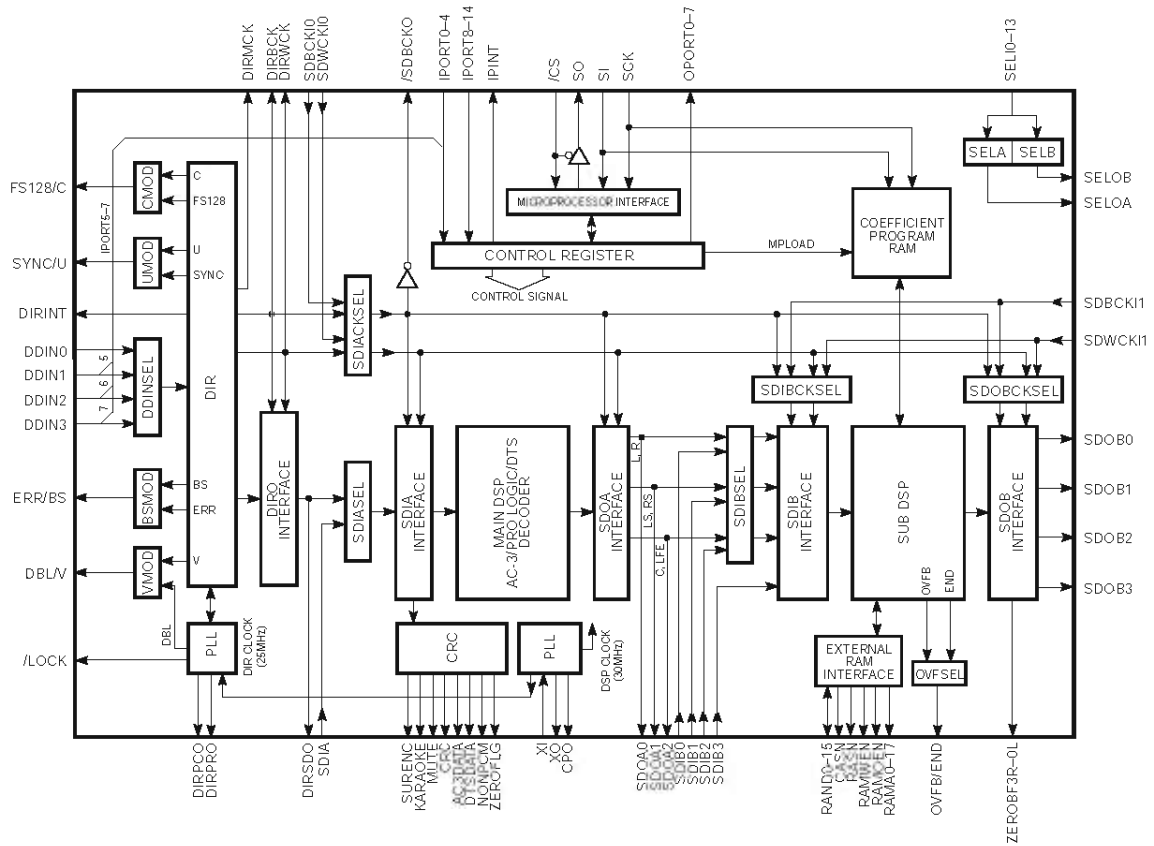 DIRMCK
DIRBCK
DIRWCK
SDBCKI0
SDWCKI0
/SDBCKO
IPORT0–4
IPORT8–14
IPINT
/CS
SO
SI
SCK
OPORT0–7
SELI0–13
FS128/C
SYNC/U
DIRINT
DDIN0
DDIN1
DDIN2
DDIN3
ERR/BS
DBL/V
/LOCK
IPORT5–7
CMOD
C
FS128
UMOD
U
SYNC
DDINSEL
5
6
7
DIR
BSMOD
BS
ERR
VMOD
V
DBL
PLL
DIR CLOCK
(25MHz)
DIRO
INTERFACE
SDIACKSEL
SDIASEL
SDIA
INTERFACE
MICROPROCESSOR INTERFACE
CONTROL REGISTER
CONTROL SIGNAL
MPLOAD
COEFFICIENT
PROGRAM
RAM
SELA
SELB
SELOB
SELOA
SDBCKI1
SDWCKI1
MAIN DSP
AC-3/PRO LOGIC/DTS
DECODER
SDOA
INTERFACE
L, R
LS, RS
C, LFE
SDIBSEL
SDIBCKSEL
SDIB
INTERFACE
SUB DSP
OVFB
END
SDOBCKSEL
SDOB
INTERFACE
SDOB0
SDOB1
SDOB2
SDOB3
CRC
PLL
DSP CLOCK
(30MHz)
EXTERNAL
RAM
INTERFACE
OVFSEL
DIRPCO
DIRPRO
DIRSDO
SDIA
SURENC
KARAOKE
MUTE
CRC
AC3DATA
DTSDATA
NONPCM
ZEROFLG
XI
XO
CPO
SDOA0
SDOA1
SDOA2
SDIB0
SDIB1
SDIB2
SDIB3
RAND0–15
CASN
RASN
RAMWEN
RAMOEN
RAMA0–17
OVFB/END
ZEROBF3R–0L